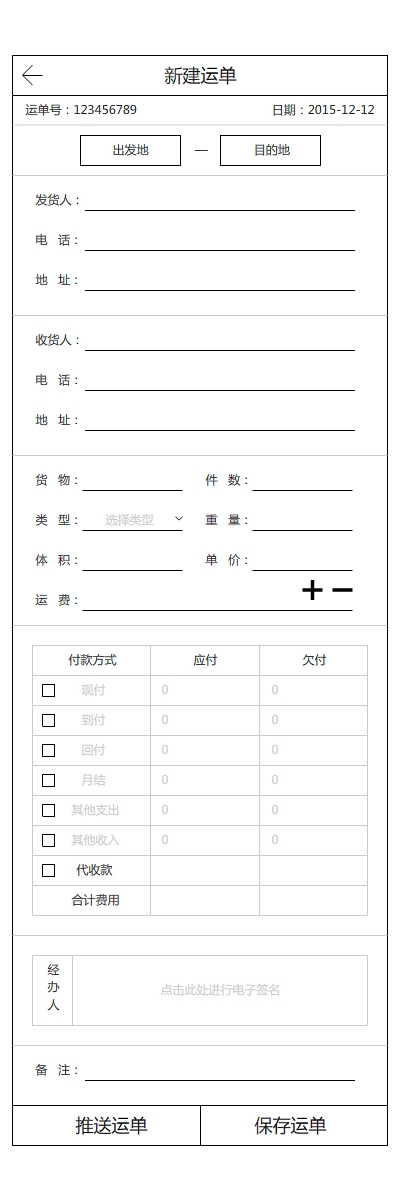 新建运单
运单号：123456789 日期：2015-12-12
出发地 — 目的地
发货人：
电 话：
地 址：
收货人：
电 话：
地 址：
货 物： 件 数：
类 型： 选择类型 重 量：
体 积： 单 价：
运 费：
付款方式 应付 欠付
现付 0 0
到付 0 0
回付 0 0
月结 0 0
其他支出 0 0
其他收入 0 0
代收款
合计费用
经办人 点击此处进行电子签名
备 注：
推送运单 保存运单